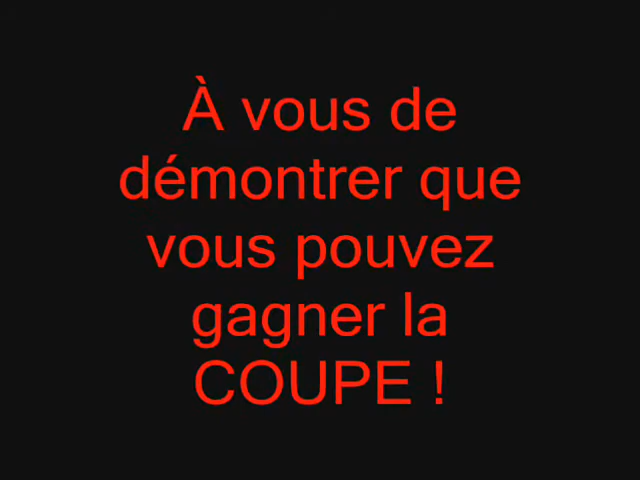 À vous de
démontrer que
vous pouvez
gagner la
COUPE !